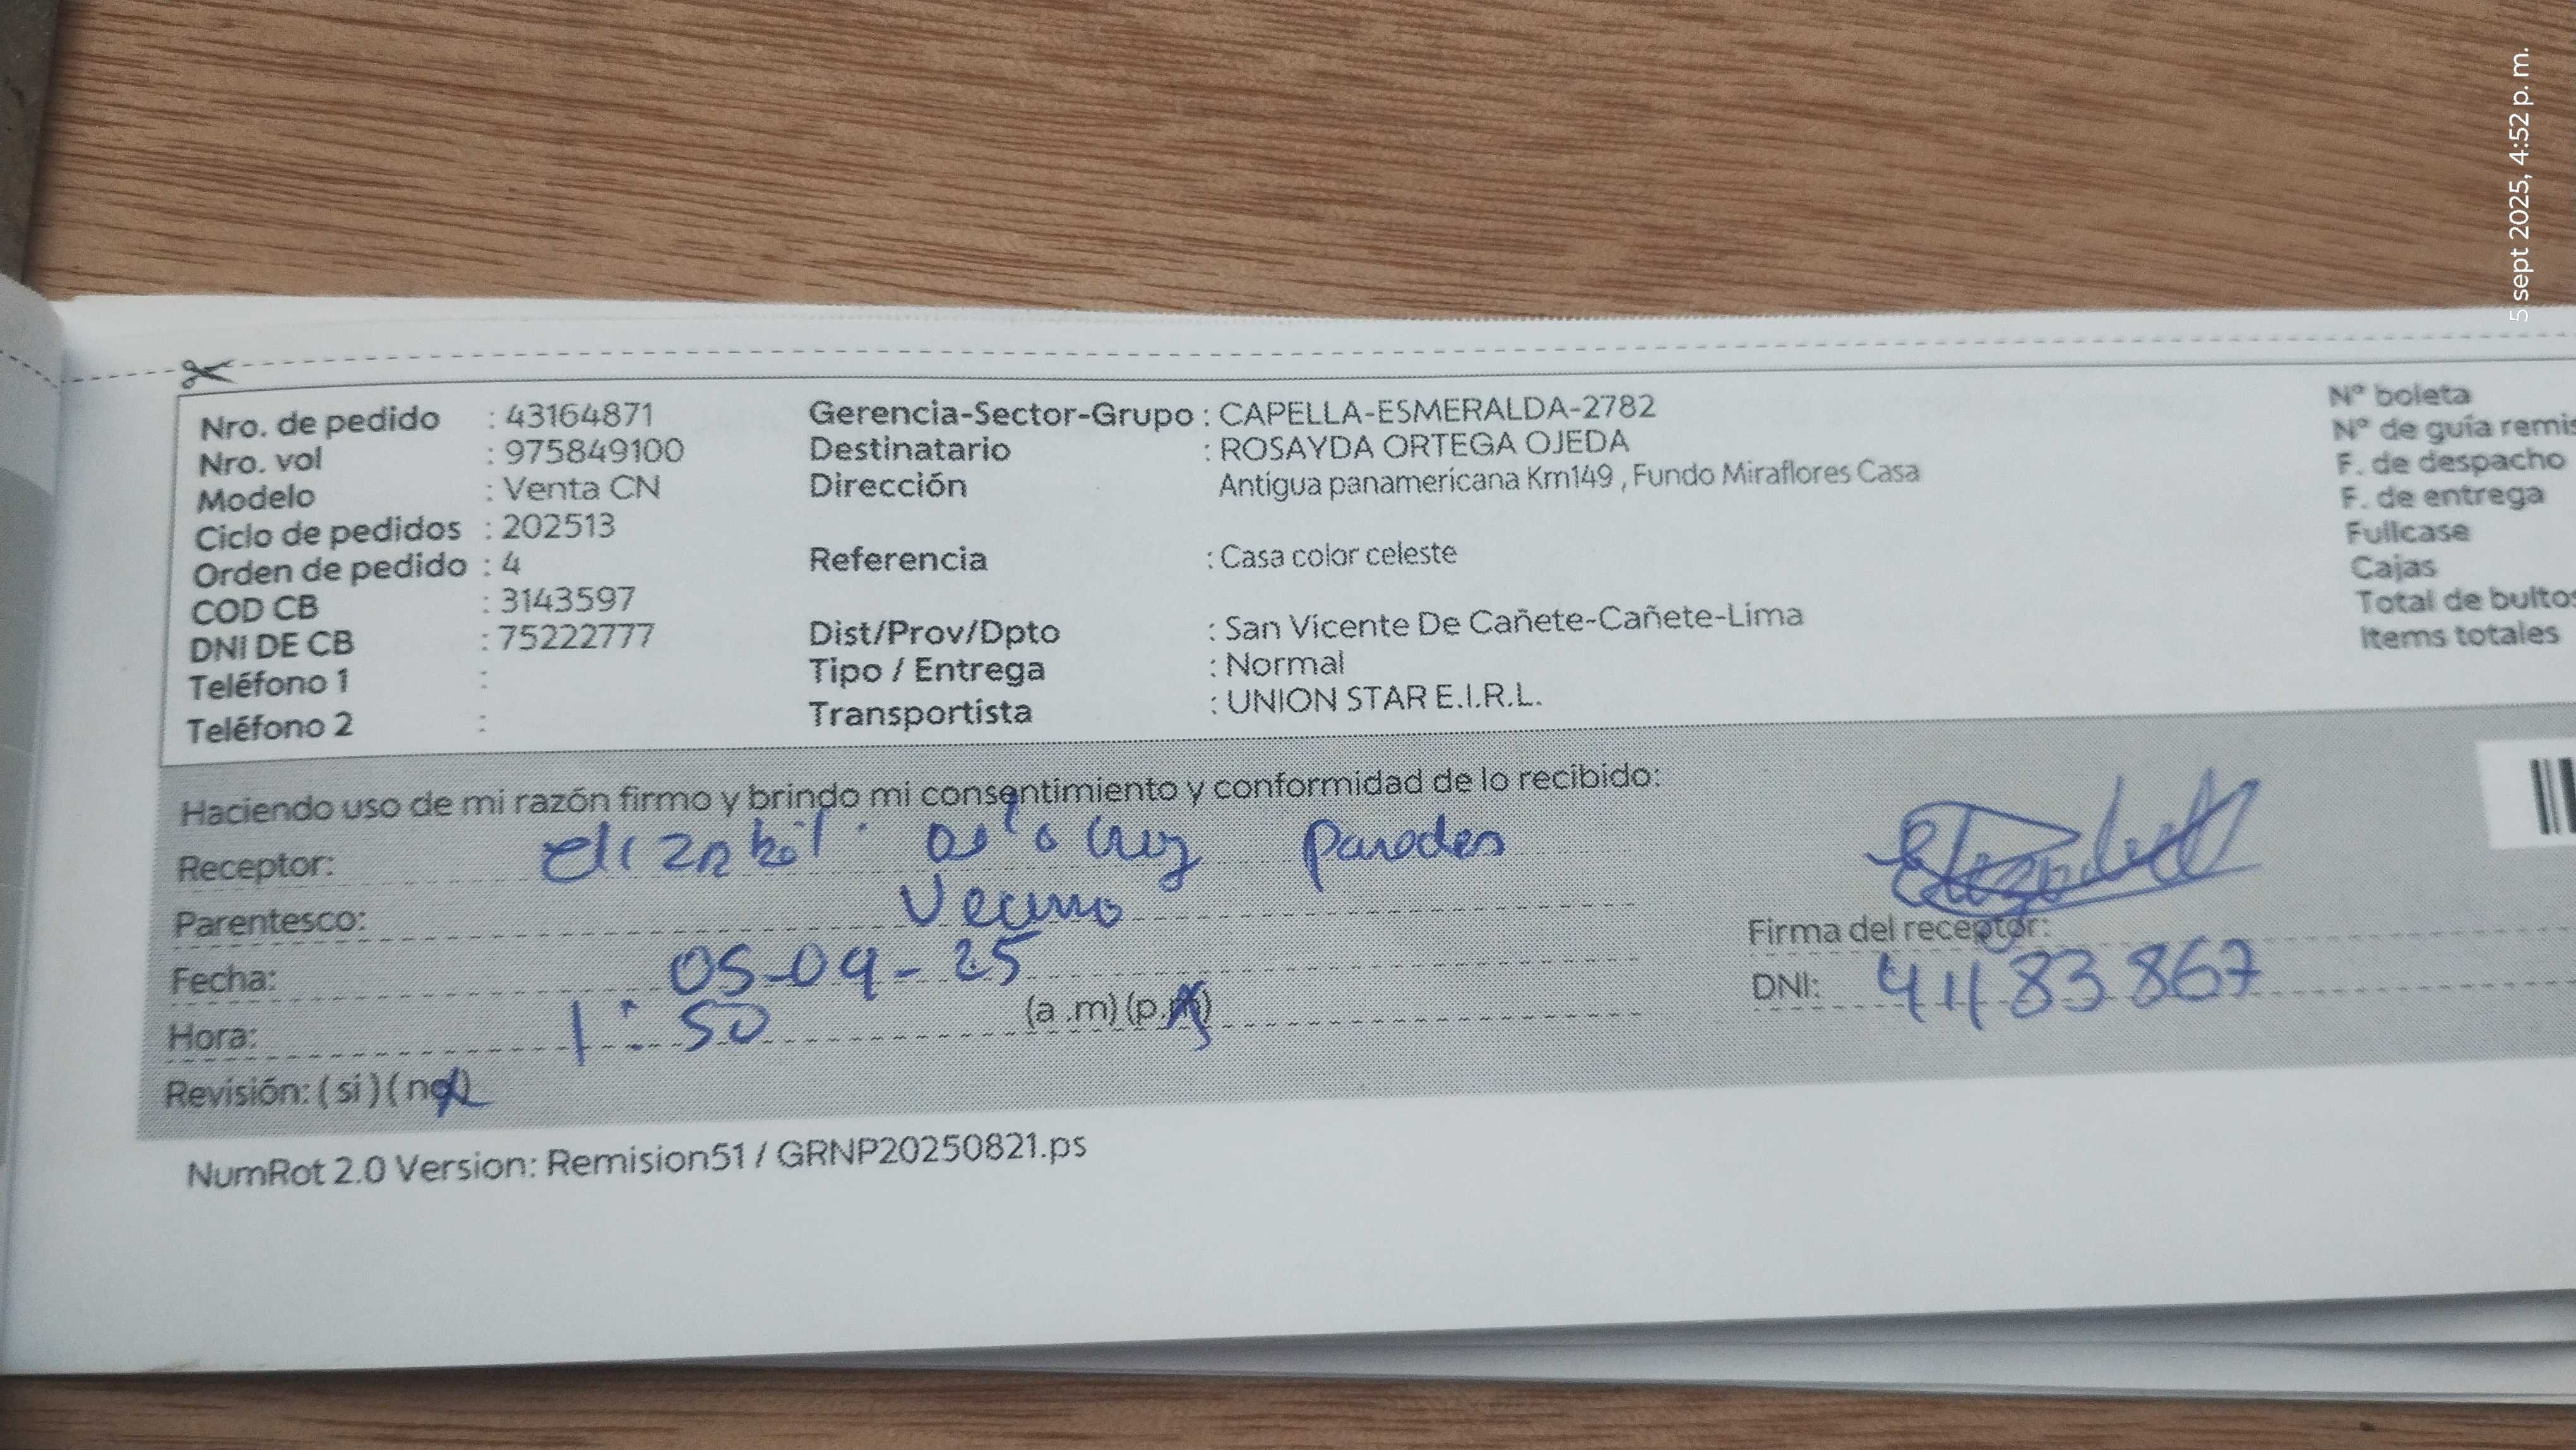 5 sept 2025, 4:52 p. m.
Nro. de pedido : 43164871
Nro. vol : 975849100
Modelo : Venta CN
Ciclo de pedidos : 202513
Orden de pedido : 4
COD CB : 3143597
DNI DE CB : 75222777
Teléfono 1 :
Teléfono 2 :
Gerencia-Sector-Grupo : CAPELLA-ESMERALDA-2782
Destinatario : ROSAYDA ORTEGA OJEDA
Dirección Antigua panamericana Km149 , Fundo Miraflores Casa
Referencia : Casa color celeste
Dist/Prov/Dpto : San Vicente De Cañete-Cañete-Lima
Tipo / Entrega : Normal
Transportista : UNION STAR E.I.R.L.
Nº boleta
Nº de guía remis
F. de despacho
F. de entrega
Fullcase
Cajas
Total de bultos
Items totales
Haciendo uso de mi razón firmo y brindo mi consentimiento y conformidad de lo recibido:
Receptor: Cruz Paredes
Parentesco: Vecino
Fecha: 05-09-25
Hora: 1:50 (a .m) (p.m)
Revisión: ( si ) ( no )
Firma del receptor:
DNI: 41183867
NumRot 2.0 Version: Remision51 / GRNP20250821.ps